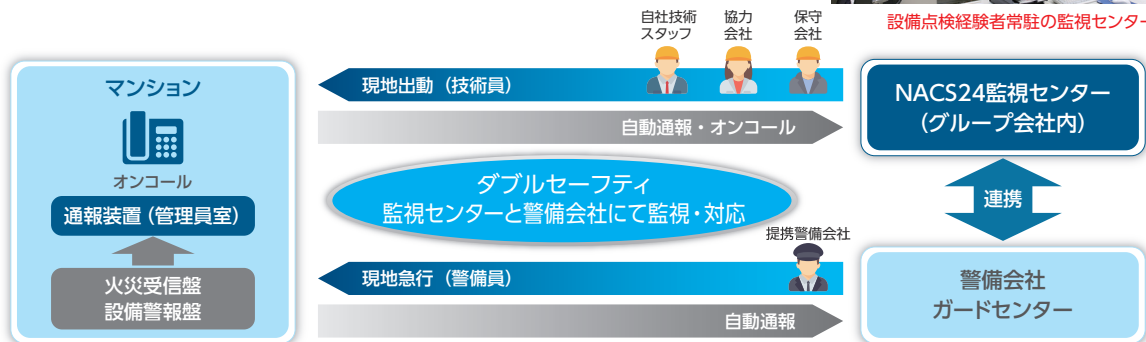 設備点検経験者常駐の監視センター
自社技術
スタッフ
協力
会社
保守
会社
マンション
オンコール
通報装置（管理員室）
火災受信盤
設備警報盤
現地出動（技術員）
自動通報・オンコール
ダブルセーフティ
監視センターと警備会社にて監視・対応
提携警備会社
現地急行（警備員）
自動通報
NACS24監視センター
（グループ会社内）
連携
警備会社
ガードセンター